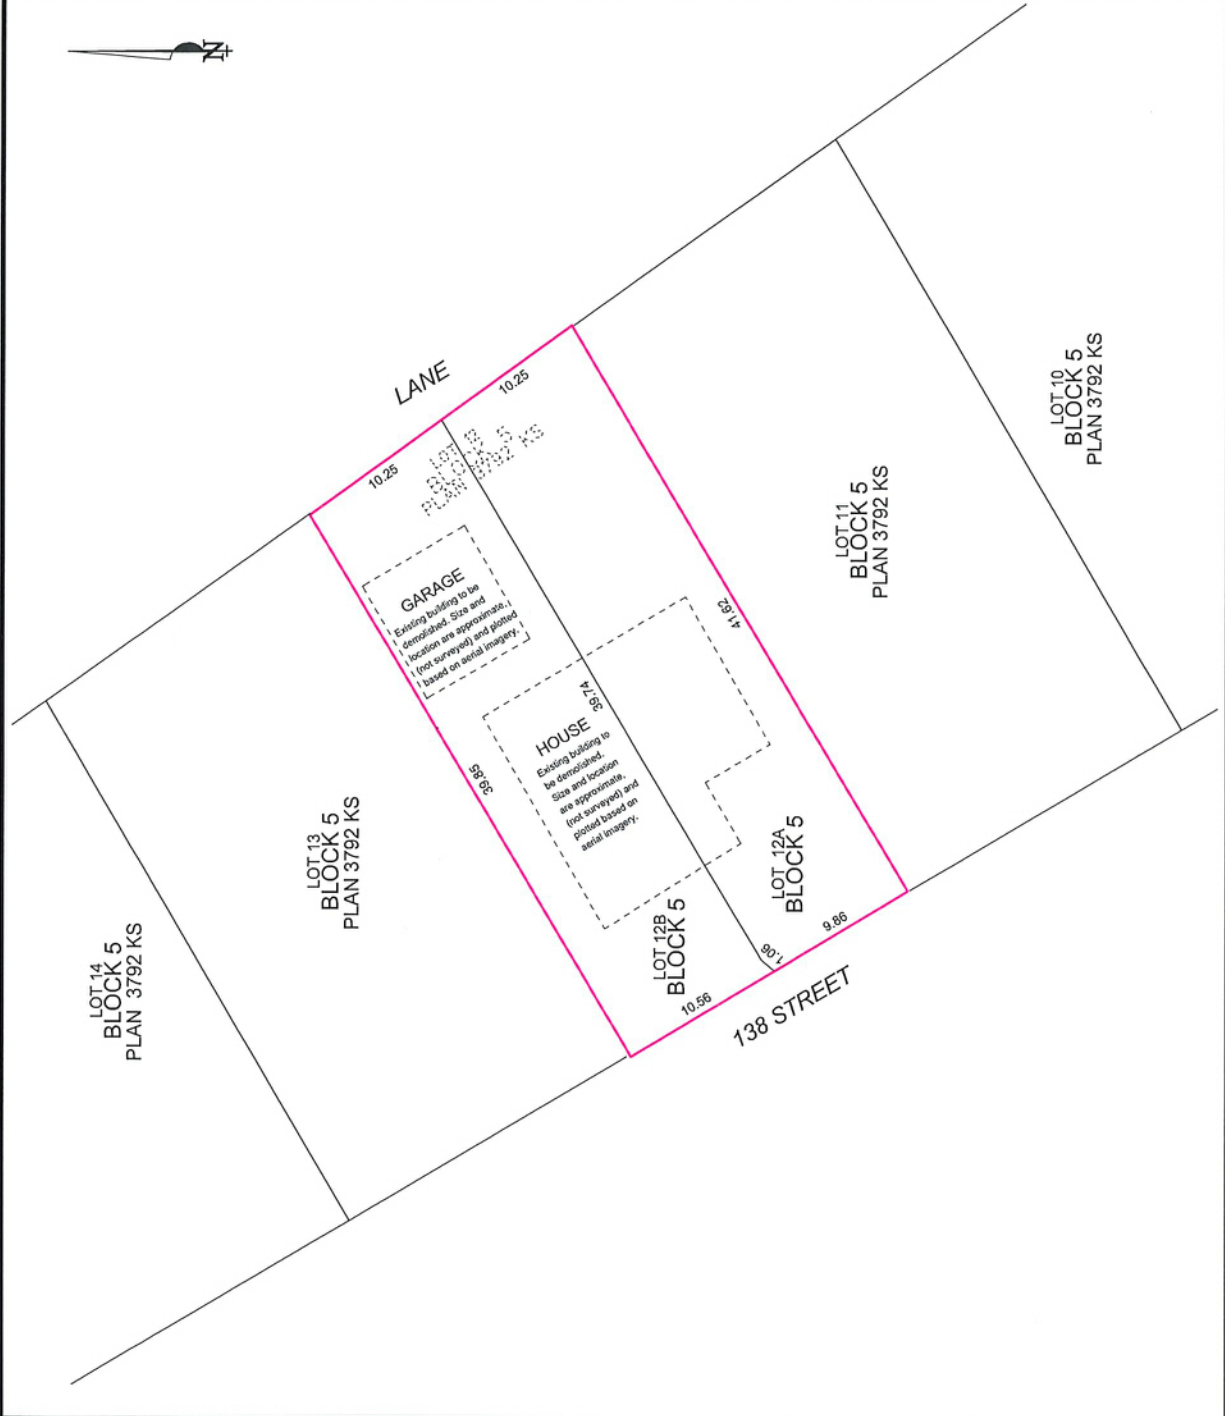 N
LANE
10.25
10.25
LOT 12
BLOCK 5
PLAN 3792 KS
LOT 10
BLOCK 5
PLAN 3792 KS
LOT 11
BLOCK 5
PLAN 3792 KS
GARAGE
Existing building to be
demolished. Size and
location are approximate,
(not surveyed) and plotted
based on aerial imagery.
41.62
39.74
39.85
HOUSE
Existing building to
be demolished.
Size and location
are approximate,
(not surveyed) and
plotted based on
aerial imagery.
LOT 13
BLOCK 5
PLAN 3792 KS
LOT 12A
BLOCK 5
LOT 12B
BLOCK 5
LOT 14
BLOCK 5
PLAN 3792 KS
9.86
1.06
10.56
138 STREET